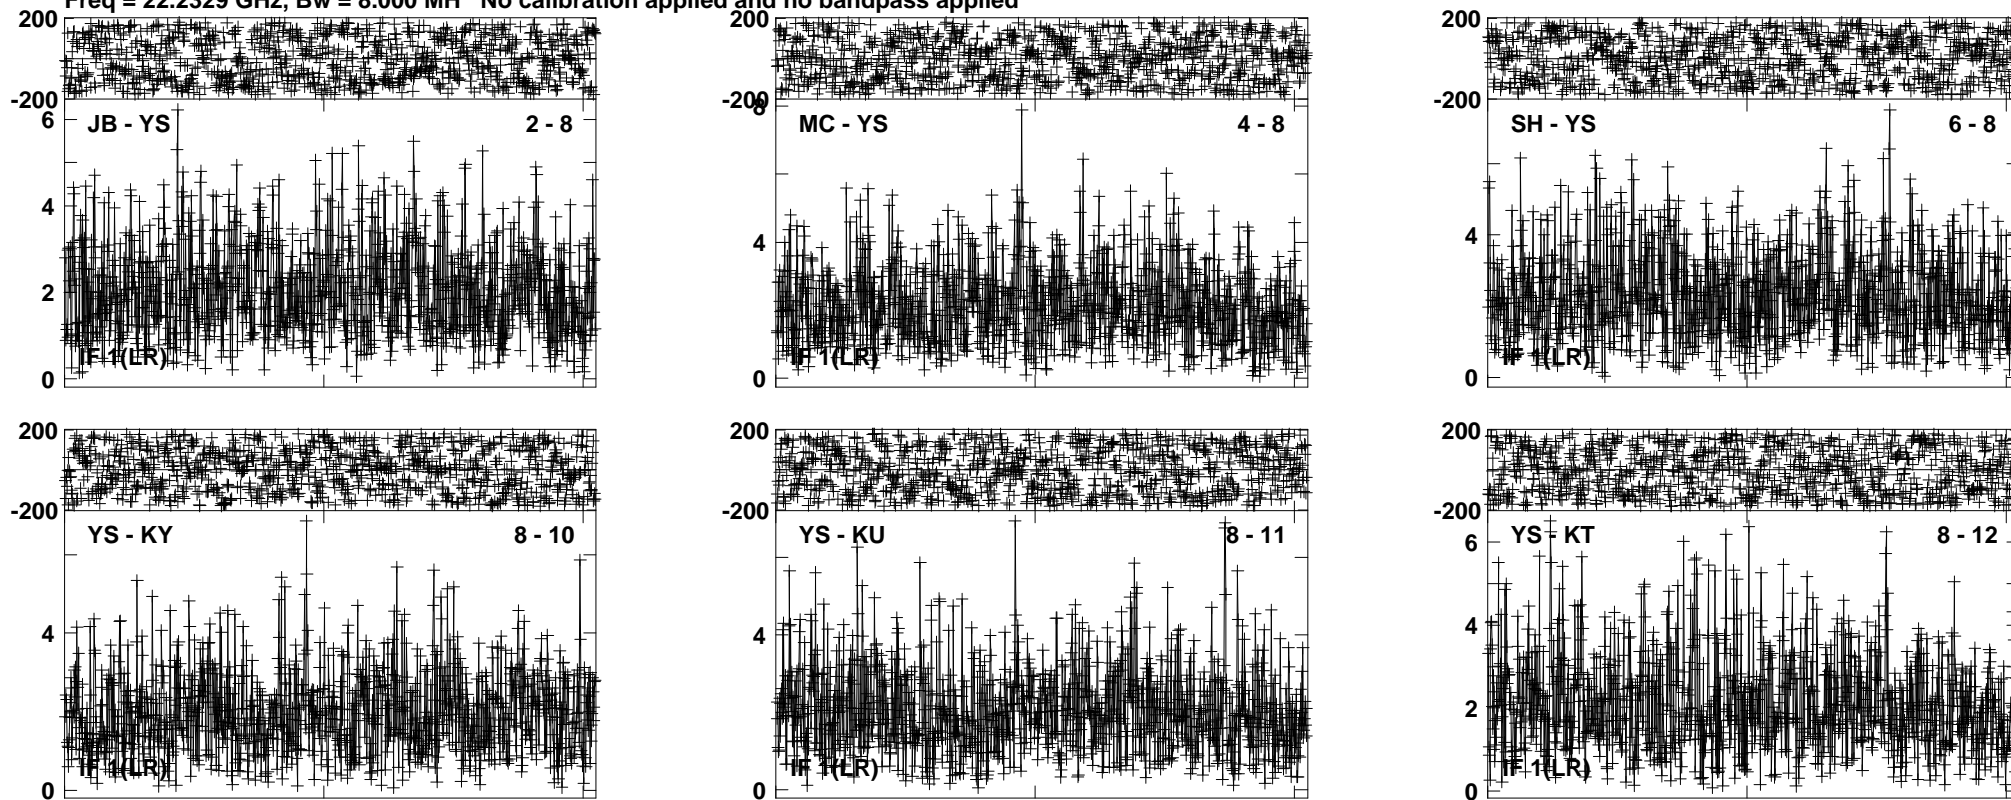 Freq = 22.2329 GHz, Bw = 8.000 MH No calibration applied and no bandpass applied
200
-200
6
4
2
0
JB - YS
2 - 8
IF 1(LR)
200
-200
8
4
0
MC - YS
4 - 8
IF 1(LR)
200
-200
4
0
SH - YS
6 - 8
IF 1(LR)
200
-200
4
0
YS - KY
8 - 10
IF 1(LR)
200
-200
4
0
YS - KU
8 - 11
IF 1(LR)
200
-200
6
4
2
0
YS - KT
8 - 12
IF 1(LR)